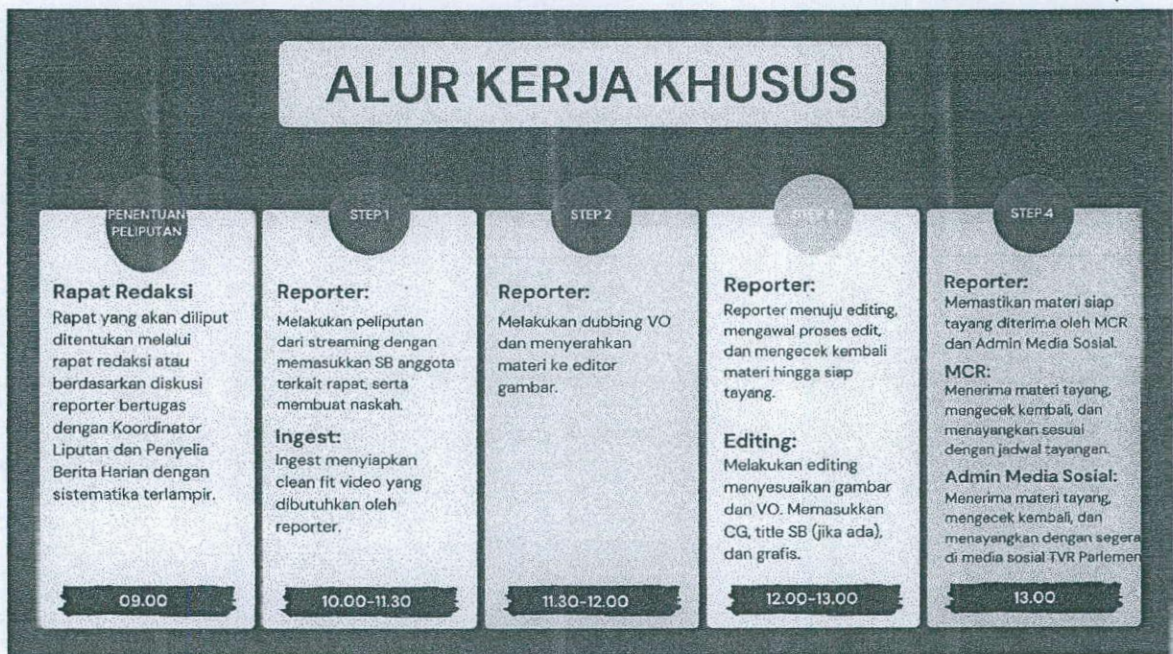 ALUR KERJA KHUSUS
PENENTUAN
PELIPUTAN
Rapat Redaksi
Rapat yang akan diliput
ditentukan melalui
rapat redaksi atau
berdasarkan diskusi
reporter bertugas
dengan Koordinator
Liputan dan Penyelia
Berita Harian dengan
sistematika terlampir.
09.00
STEP 1
Reporter:
Melakukan peliputan
dari streaming dengan
memasukkan SB anggota
terkait rapat, serta
membuat naskah.
Ingest:
Ingest menyiapkan
clean fit video yang
dibutuhkan oleh
reporter.
10.00-11.30
STEP 2
Reporter:
Melakukan dubbing VO
dan menyerahkan
materi ke editor
gambar.
11.30-12.00
STEP 3
Reporter:
Reporter menuju editing,
mengawal proses edit,
dan mengecek kembali
materi hingga siap
tayang.
Editing:
Melakukan editing
menyesuaikan gambar
dan VO. Memasukkan
CG, title SB (jika ada),
dan grafis.
12.00-13.00
STEP 4
Reporter:
Memastikan materi siap
tayang diterima oleh MCR
dan Admin Media Sosial.
MCR:
Menerima materi tayang,
mengecek kembali, dan
menayangkan sesuai
dengan jadwal tayangan.
Admin Media Sosial:
Menerima materi tayang,
mengecek kembali, dan
menayangkan dengan segera
di media sosial TVR Parlemen
13.00